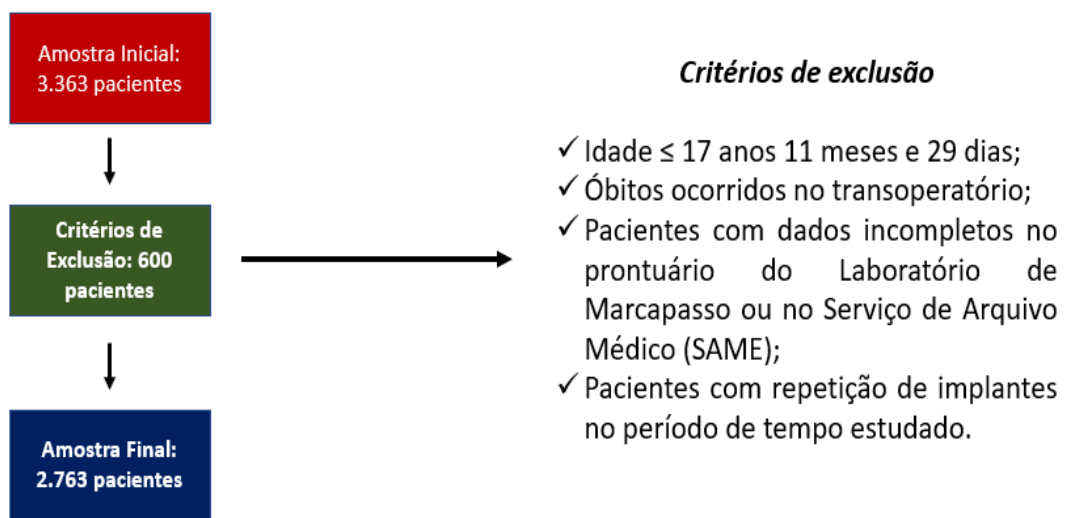 Amostra Inicial:
3.363 pacientes
Critérios de
Exclusão: 600
pacientes
Amostra Final:
2.763 pacientes
Critérios de exclusão
✓ Idade ≤ 17 anos 11 meses e 29 dias;
✓ Óbitos ocorridos no transoperatório;
✓ Pacientes com dados incompletos no
prontuário do Laboratório de
Marcapasso ou no Serviço de Arquivo
Médico (SAME);
✓ Pacientes com repetição de implantes
no período de tempo estudado.